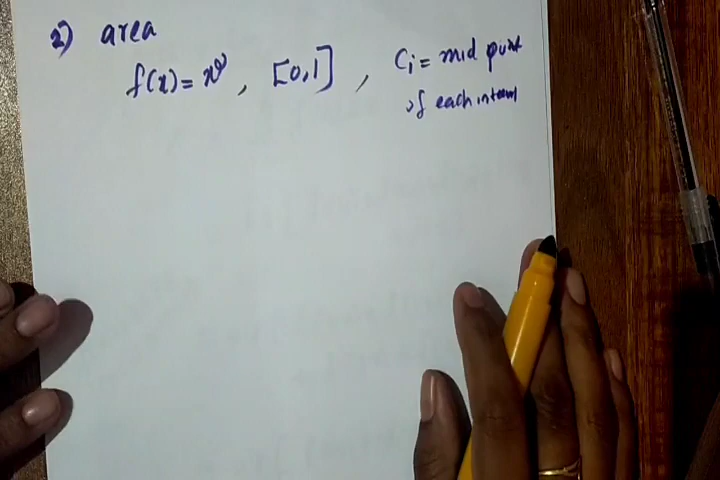 2) area
f(x) = x², [0,1], Ci = mid point
of each interval